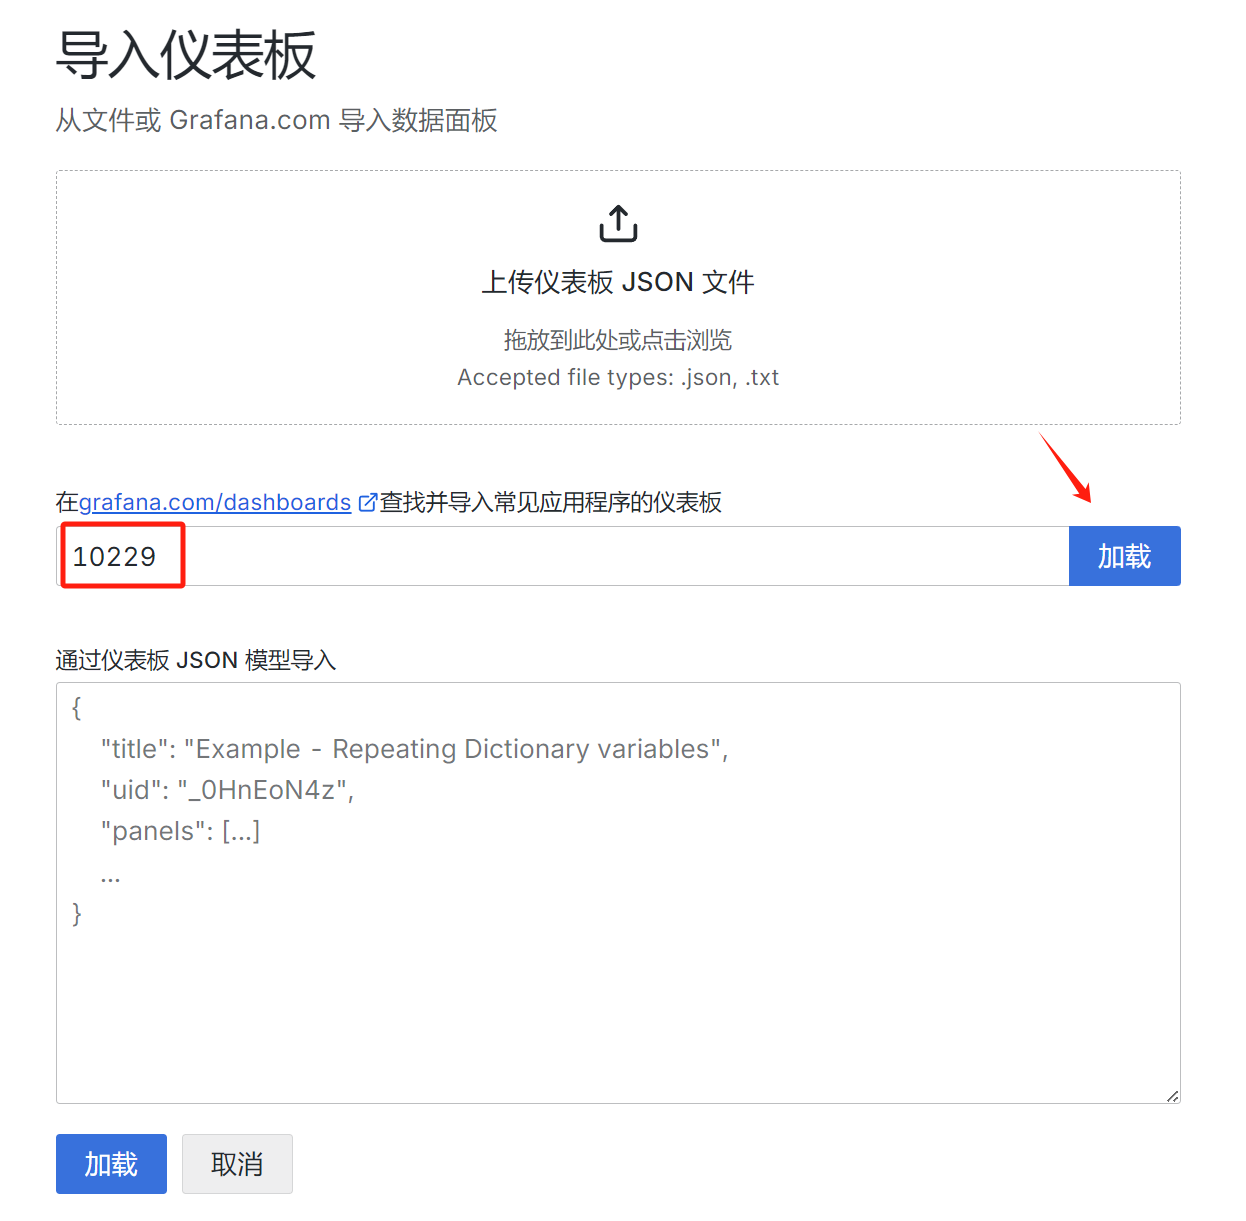 导入仪表板
从文件或 Grafana.com 导入数据面板
上传仪表板 JSON 文件
拖放到此处或点击浏览
Accepted file types: .json, .txt
在grafana.com/dashboards查找并导入常见应用程序的仪表板
10229
加载
通过仪表板 JSON 模型导入
{
"title": "Example - Repeating Dictionary variables",
"uid": "_0HnEoN4z",
"panels": [...]
...
}
加载 取消